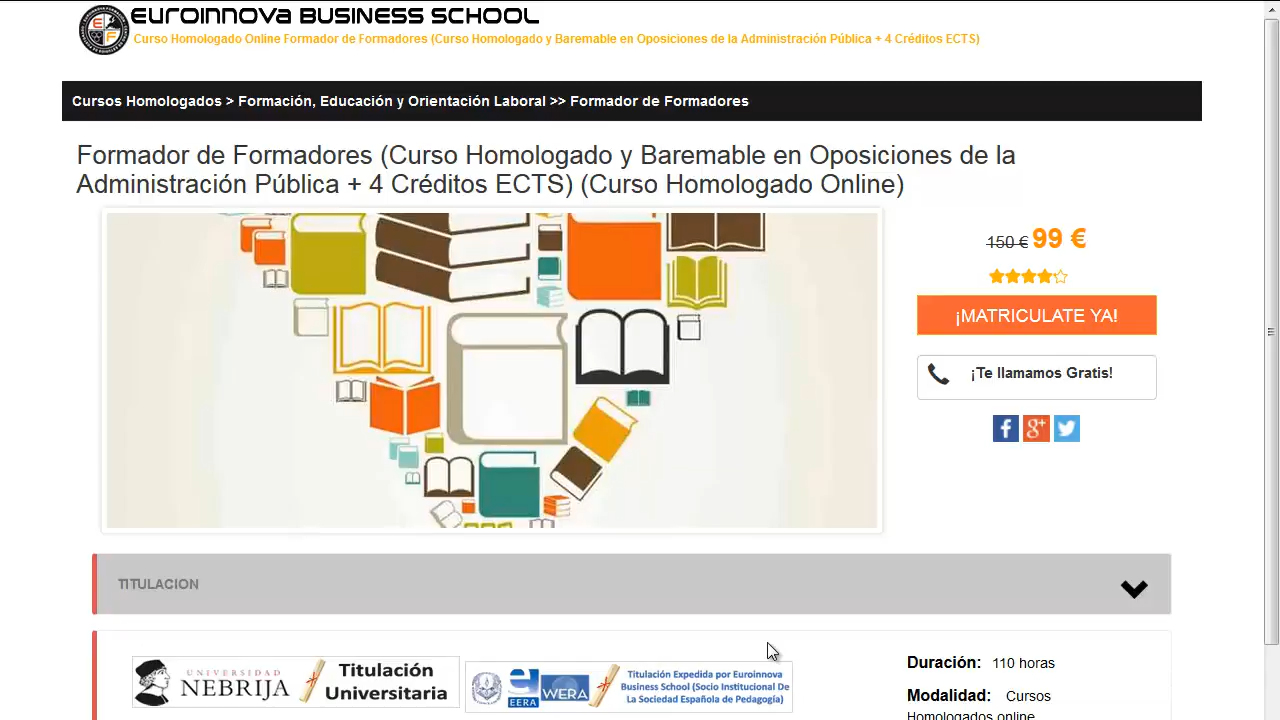 EUROINNOVA BUSINESS SCHOOL
Curso Homologado Online Formador de Formadores (Curso Homologado y Baremable en Oposiciones de la Administración Pública + 4 Créditos ECTS)
Cursos Homologados > Formación, Educación y Orientación Laboral >> Formador de Formadores
Formador de Formadores (Curso Homologado y Baremable en Oposiciones de la
Administración Pública + 4 Créditos ECTS) (Curso Homologado Online)
150 € 99 €
¡MATRICULATE YA!
¡Te llamamos Gratis!
TITULACION
UNIVERSIDAD
NEBRIJA
Titulación
Universitaria
EERA
WERA
Titulación Expedida por Euroinnova
Business School (Socio Institucional De
La Sociedad Española de Pedagogía)
Duración: 110 horas
Modalidad: Cursos
Homologados online